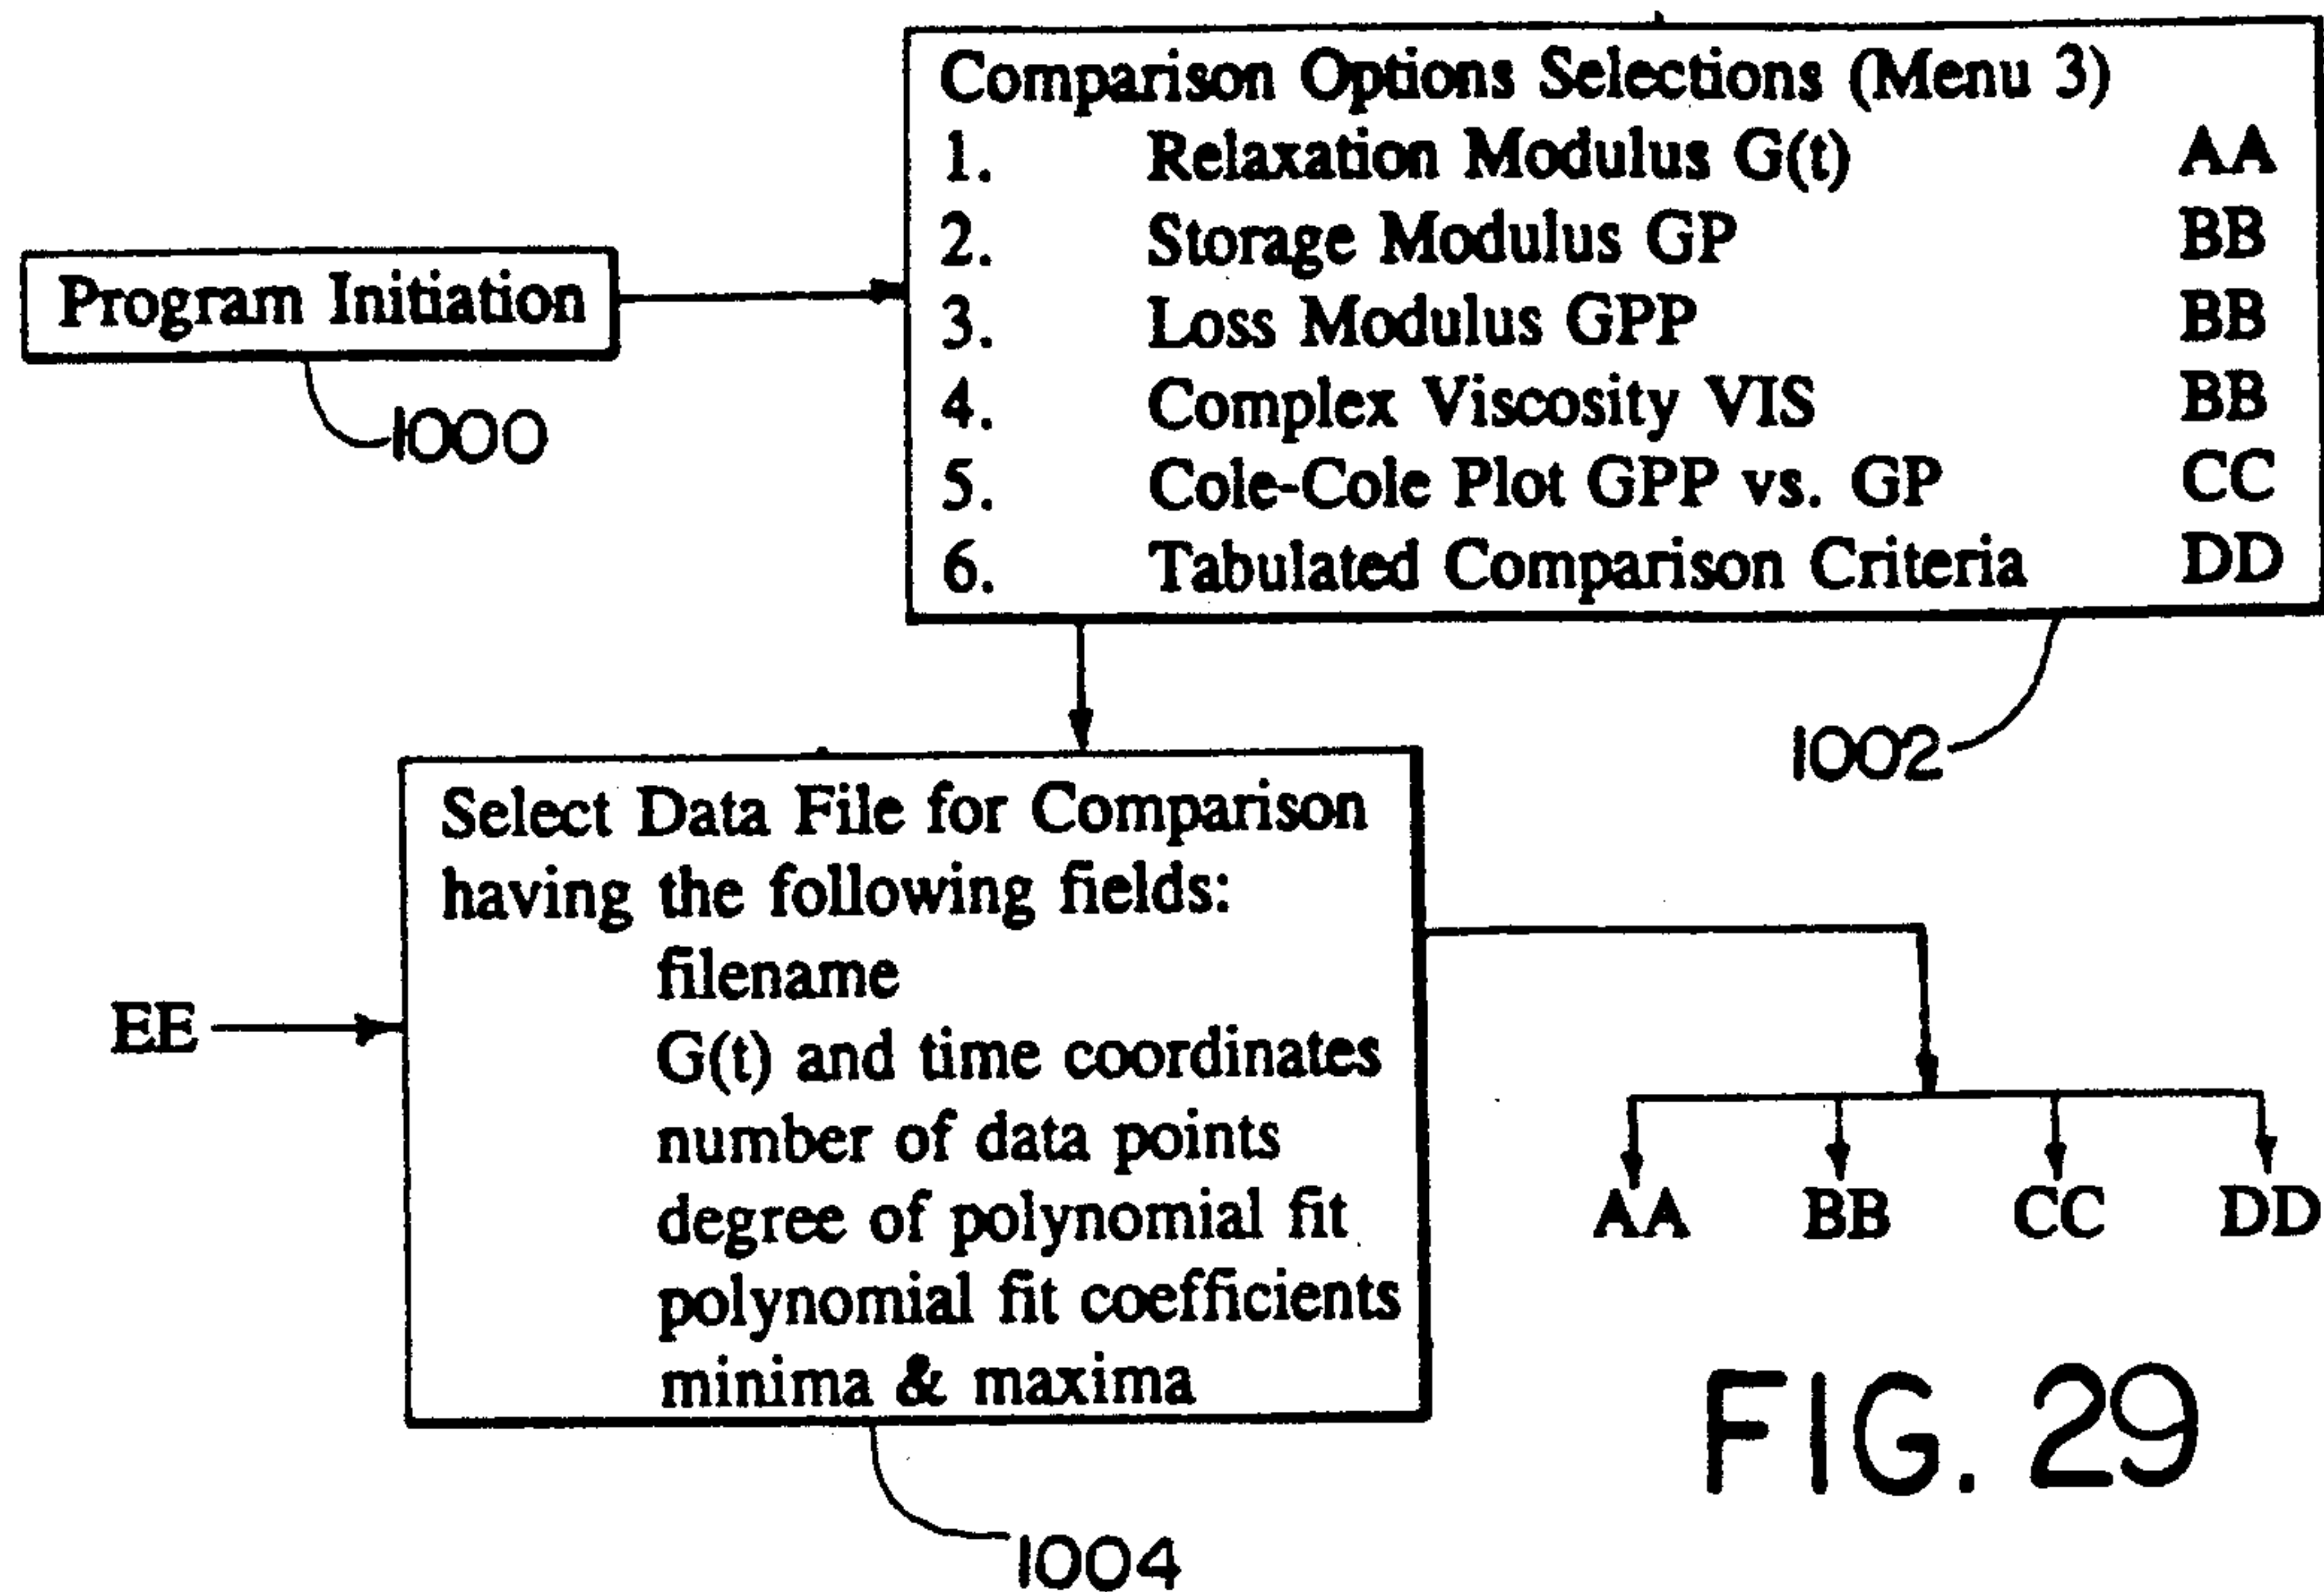 Comparison Options Selections (Menu 3)
1. Relaxation Modulus G(t) AA
2. Storage Modulus GP BB
3. Loss Modulus GPP BB
4. Complex Viscosity VIS BB
5. Cole-Cole Plot GPP vs. GP CC
6. Tabulated Comparison Criteria DD
Program Initiation
1000
1002
Select Data File for Comparison
having the following fields:
filename
G(t) and time coordinates
number of data points
degree of polynomial fit
polynomial fit coefficients
minima & maxima
EE
AA BB CC DD
1004
FIG. 29